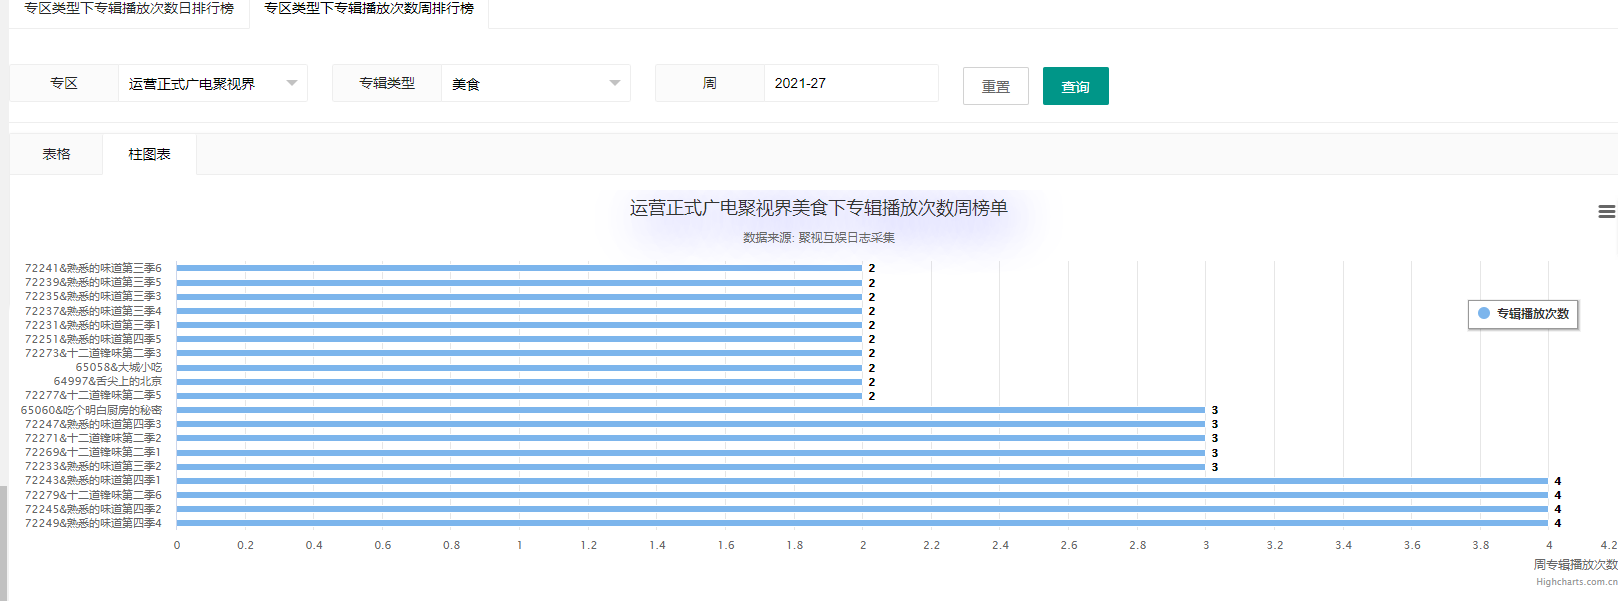 专区类型下专辑播放次数日排行榜 专区类型下专辑播放次数周排行榜
专区 运营正式广电聚视界 专辑类型 美食 周 2021-27 重置 查询
表格 柱图表
运营正式广电聚视界美食下专辑播放次数周榜单
数据来源: 聚视互娱日志采集
72241&熟悉的味道第三季6 2
72239&熟悉的味道第三季5 2
72235&熟悉的味道第三季3 2
72237&熟悉的味道第三季4 2
72231&熟悉的味道第三季1 2
72251&熟悉的味道第四季5 2
72273&十二道锋味第二季3 2
65058&大城小吃 2
64997&舌尖上的北京 2
72277&十二道锋味第二季5 2
65060&吃个明白厨房的秘密 3
72247&熟悉的味道第四季3 3
72271&十二道锋味第二季2 3
72269&十二道锋味第二季1 3
72233&熟悉的味道第三季2 3
72243&熟悉的味道第四季1 4
72279&十二道锋味第二季6 4
72245&熟悉的味道第四季2 4
72249&熟悉的味道第四季4 4
专辑播放次数
0 0.2 0.4 0.6 0.8 1 1.2 1.4 1.6 1.8 2 2.2 2.4 2.6 2.8 3 3.2 3.4 3.6 3.8 4 4.2
周专辑播放次数
Highcharts.com.cn